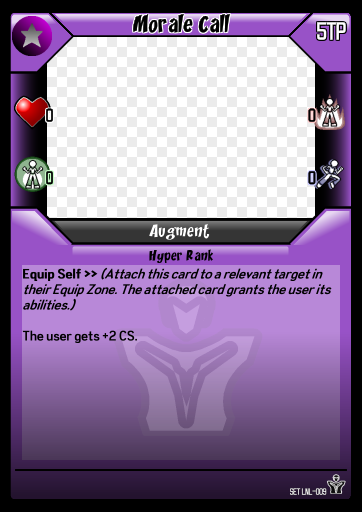 Morale Call
5TP
0
0
0
0
Augment
Hyper Rank
Equip Self >> (Attach this card to a relevant target in
their Equip Zone. The attached card grants the user its
abilities.)
The user gets +2 CS.
SET LNL-009